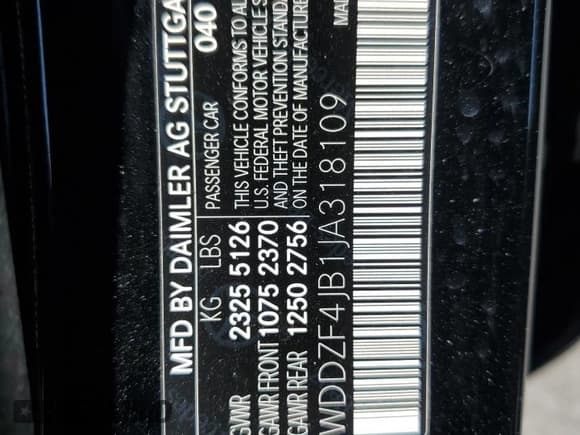 MFD BY DAIMLER AG STUTTGA
KG LBS PASSENGER CAR 040
GVWR 2325 5126 THIS VEHICLE CONFORMS TO AL
GAWR FRONT 1075 2370 U.S. FEDERAL MOTOR VEHICLE S
GAWR REAR 1250 2756 AND THEFT PREVENTION STANDA
ON THE DATE OF MANUFACTUR
WDDZF4JB1JA318109